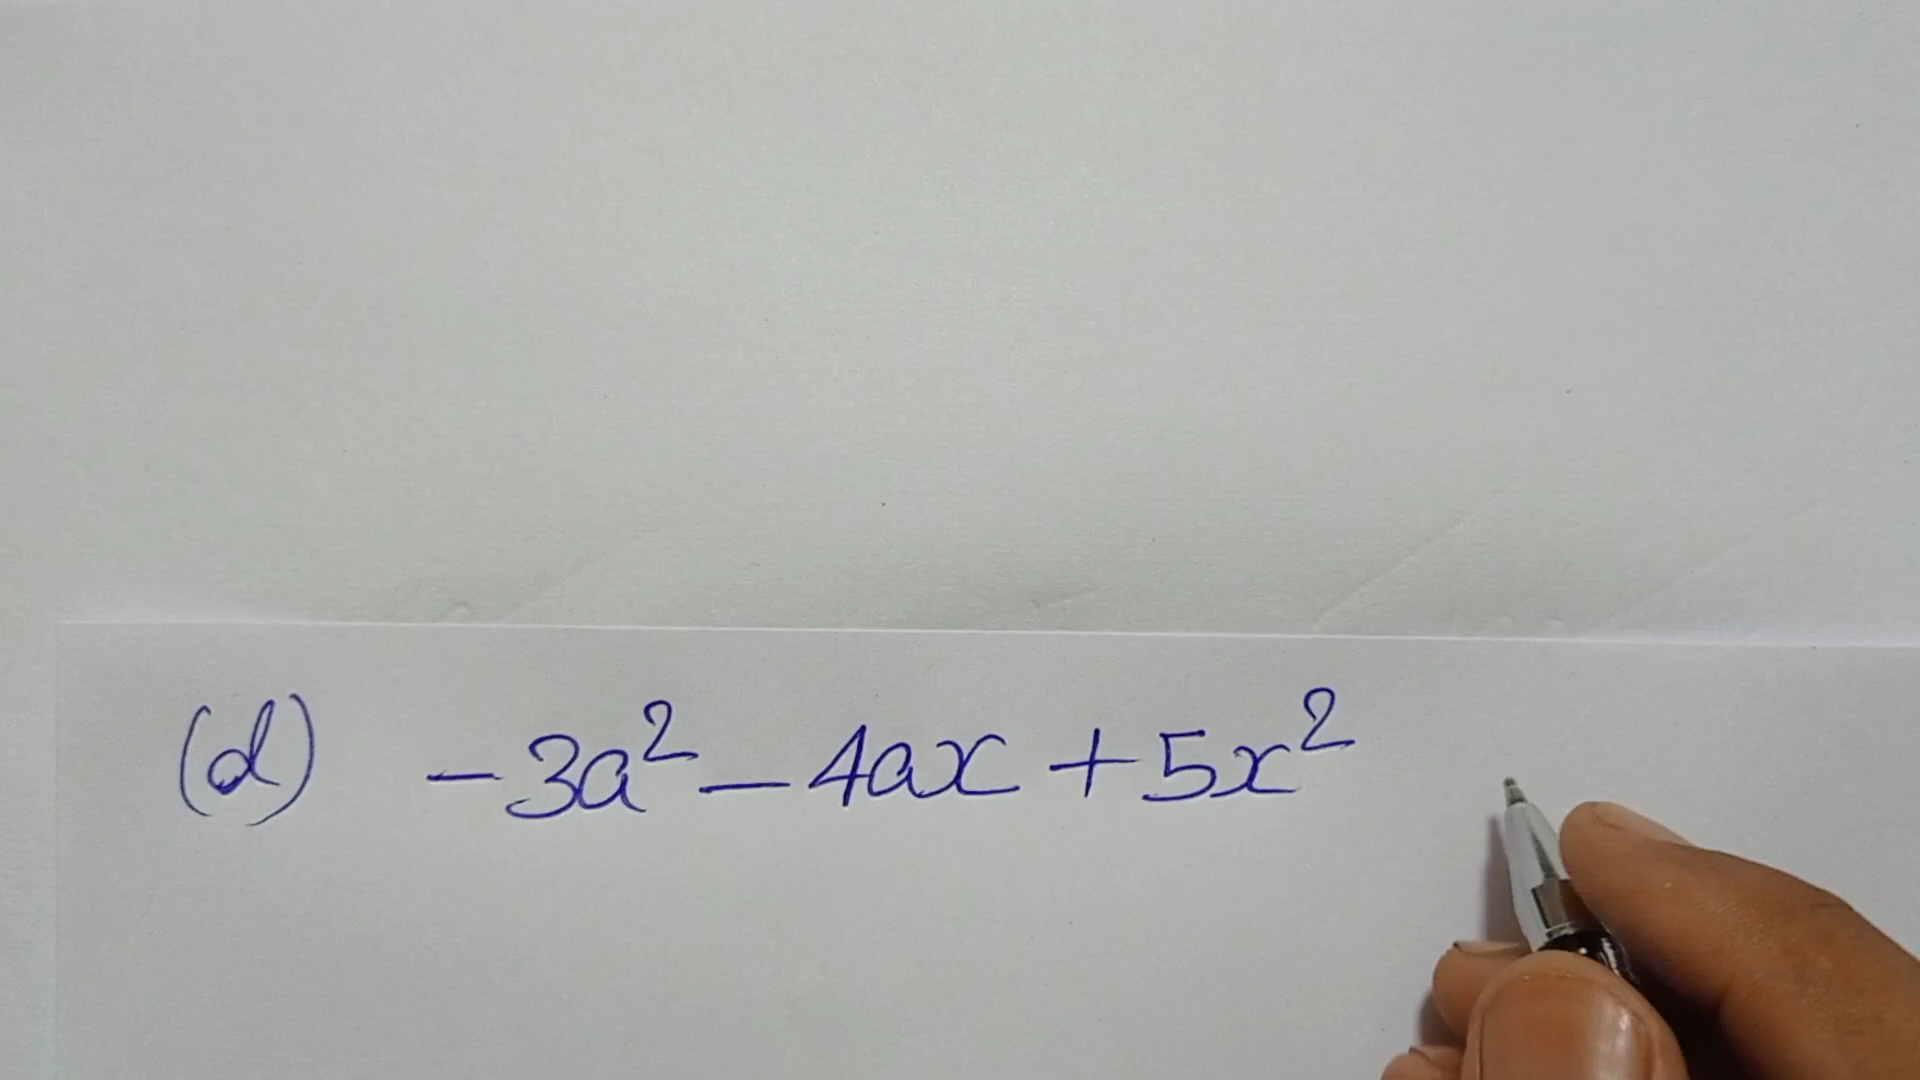 (d) -3a² - 4ax + 5x²